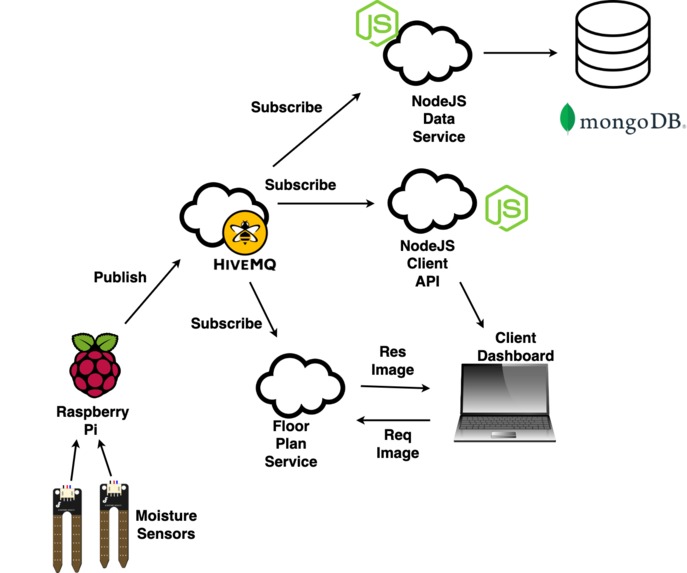 JS
NodeJS
Data
Service
mongoDB®
Subscribe
Subscribe
JS
NodeJS
Client
API
HIVEMQ
Publish
Subscribe
Client
Dashboard
Res
Image
Raspberry
Pi
Floor
Plan
Service
Req
Image
Moisture
Sensors